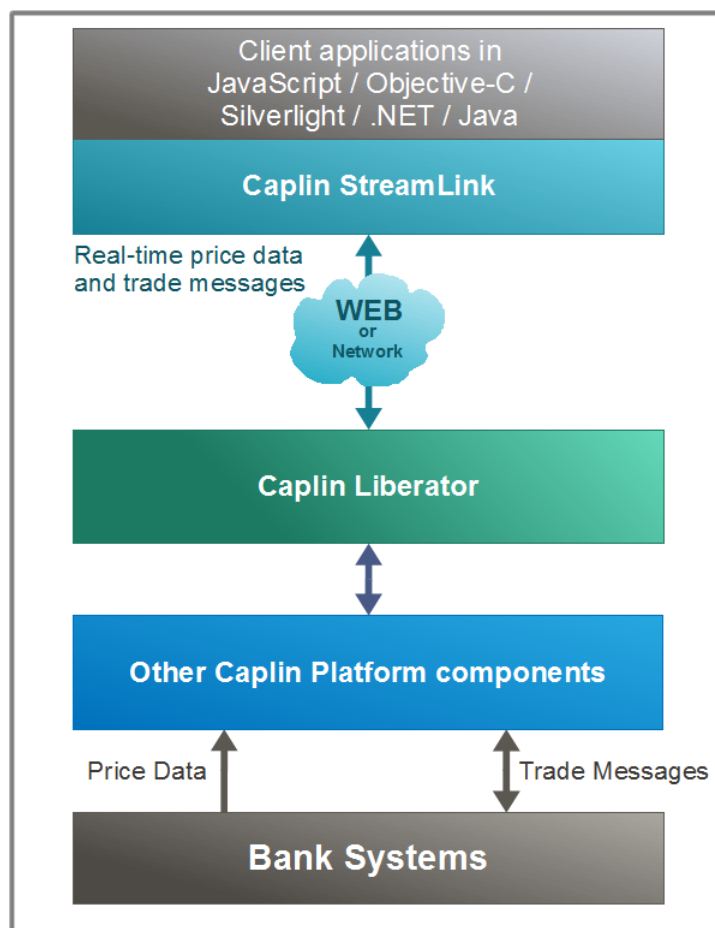 Client applications in
JavaScript / Objective-C /
Silverlight / .NET / Java
Caplin StreamLink
Real-time price data
and trade messages
WEB
or
Network
Caplin Liberator
Other Caplin Platform components
Price Data
Trade Messages
Bank Systems